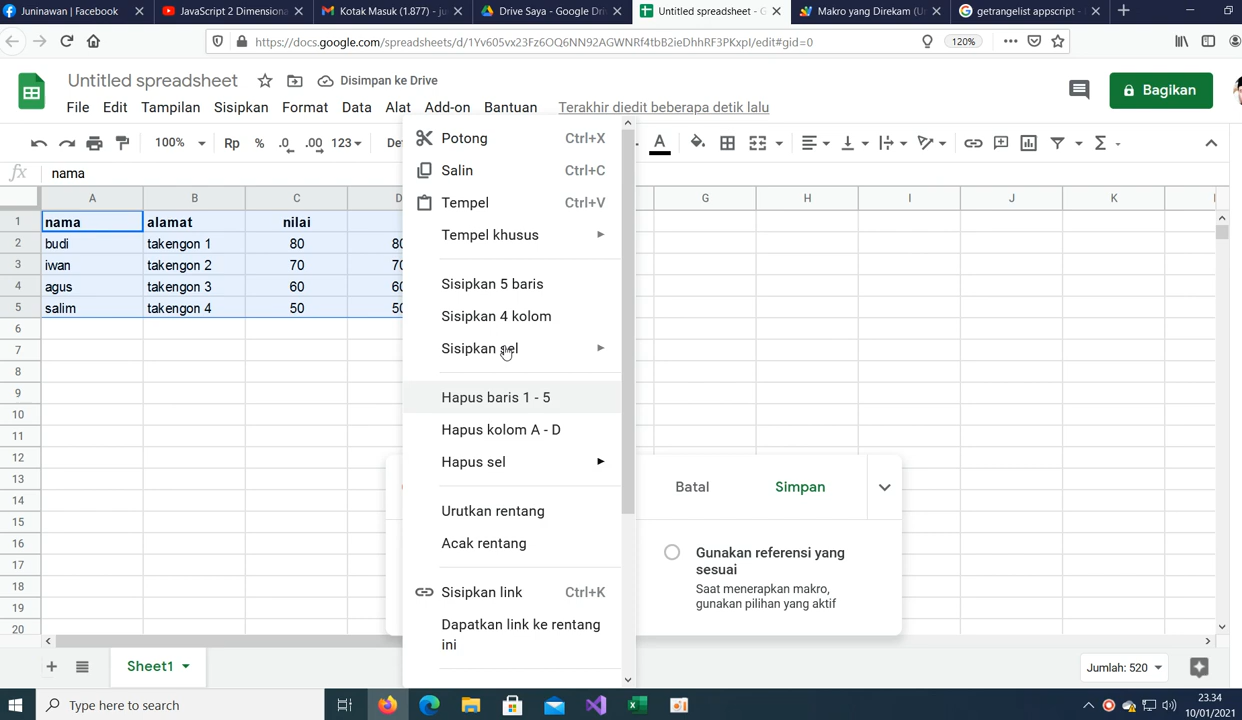 Juninawan | Facebook
JavaScript 2 Dimensiona
Kotak Masuk (1.877) - ju
Drive Saya - Google Dri
Untitled spreadsheet - G
Makro yang Direkam (U
getrangelist appscript -
https://docs.google.com/spreadsheets/d/1Yv605vx23Fz6OQ6NN92AGWNRf4tbB2ieDhhRF3PKxpI/edit#gid=0
120%
Untitled spreadsheet
Disimpan ke Drive
Bagikan
File Edit Tampilan Sisipkan Format Data Alat Add-on Bantuan Terakhir diedit beberapa detik lalu
100% Rp % .0 .00 123 Def A Σ
fx nama
A B C D G H I J K
1 nama alamat nilai
2 budi takengon 1 80 80
3 iwan takengon 2 70 70
4 agus takengon 3 60 60
5 salim takengon 4 50 50
6
7
8
9
10
11
12
13
14
15
16
17
18
19
20
Potong Ctrl+X
Salin Ctrl+C
Tempel Ctrl+V
Tempel khusus
Sisipkan 5 baris
Sisipkan 4 kolom
Sisipkan sel
Hapus baris 1 - 5
Hapus kolom A - D
Hapus sel
Urutkan rentang
Acak rentang
Sisipkan link Ctrl+K
Dapatkan link ke rentang
ini
Batal Simpan
Gunakan referensi yang
sesuai
Saat menerapkan makro,
gunakan pilihan yang aktif
Sheet1
Jumlah: 520
Type here to search
23.34
10/01/2021